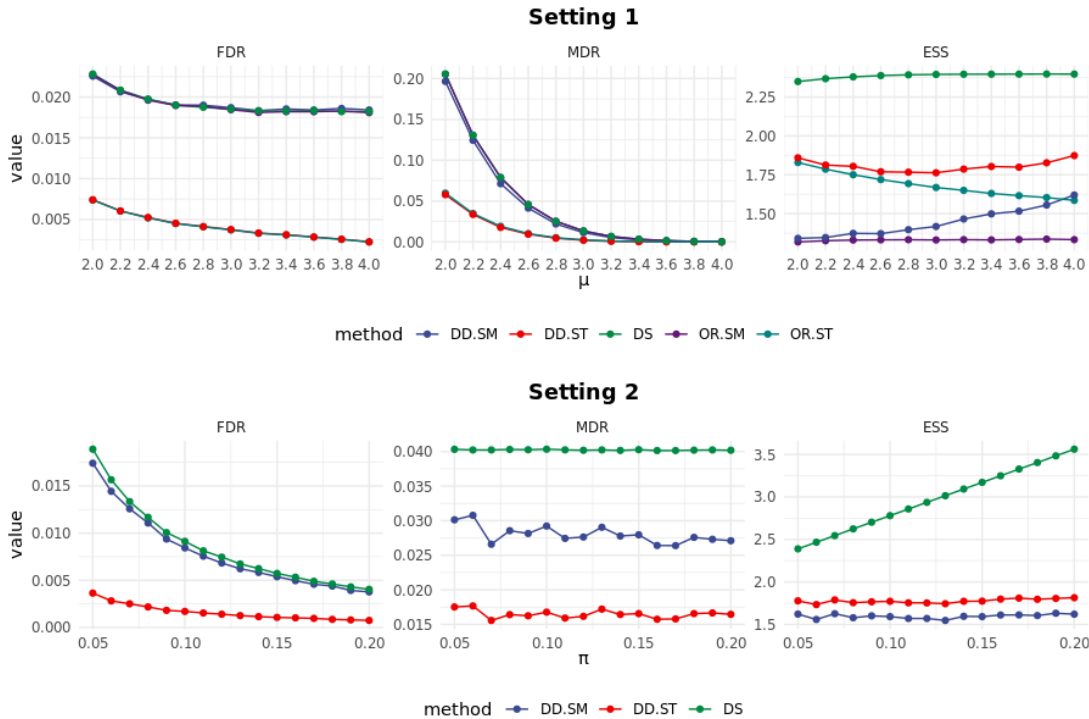 Setting 1
FDR MDR ESS
value
0.020
0.015
0.010
0.005
0.20
0.15
0.10
0.05
0.00
2.25
2.00
1.75
1.50
2.0 2.2 2.4 2.6 2.8 3.0 3.2 3.4 3.6 3.8 4.0 2.0 2.2 2.4 2.6 2.8 3.0 3.2 3.4 3.6 3.8 4.0 2.0 2.2 2.4 2.6 2.8 3.0 3.2 3.4 3.6 3.8 4.0
μ
method DD.SM DD.ST DS OR.SM OR.ST
Setting 2
FDR MDR ESS
value
0.015
0.010
0.005
0.000
0.040
0.035
0.030
0.025
0.020
0.015
3.5
3.0
2.5
2.0
1.5
0.05 0.10 0.15 0.20 0.05 0.10 0.15 0.20 0.05 0.10 0.15 0.20
π
method DD.SM DD.ST DS